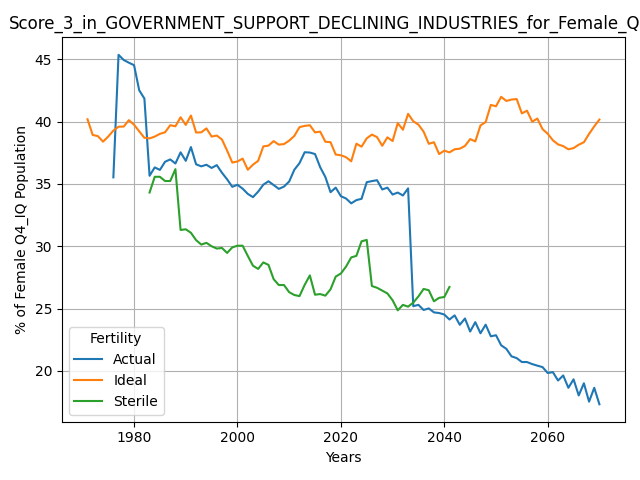 Score_3_in_GOVERNMENT_SUPPORT_DECLINING_INDUSTRIES_for_Female_Q
% of Female Q4_IQ Population
45
40
35
30
25
20
Fertility
Actual
Ideal
Sterile
1980
2000
2020
2040
2060
Years